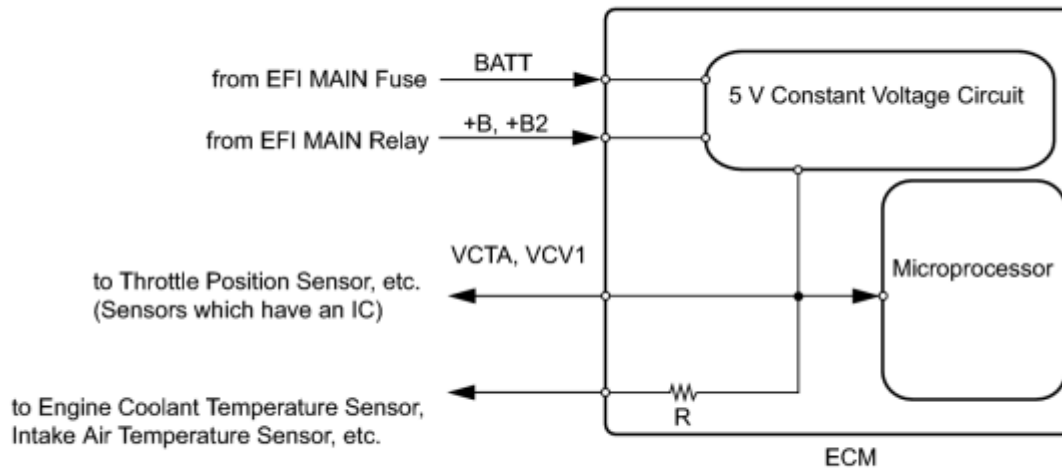 BATT
from EFI MAIN Fuse
5 V Constant Voltage Circuit
+B, +B2
from EFI MAIN Relay
VCTA, VCV1
Microprocessor
to Throttle Position Sensor, etc.
(Sensors which have an IC)
to Engine Coolant Temperature Sensor,
Intake Air Temperature Sensor, etc.
R
ECM